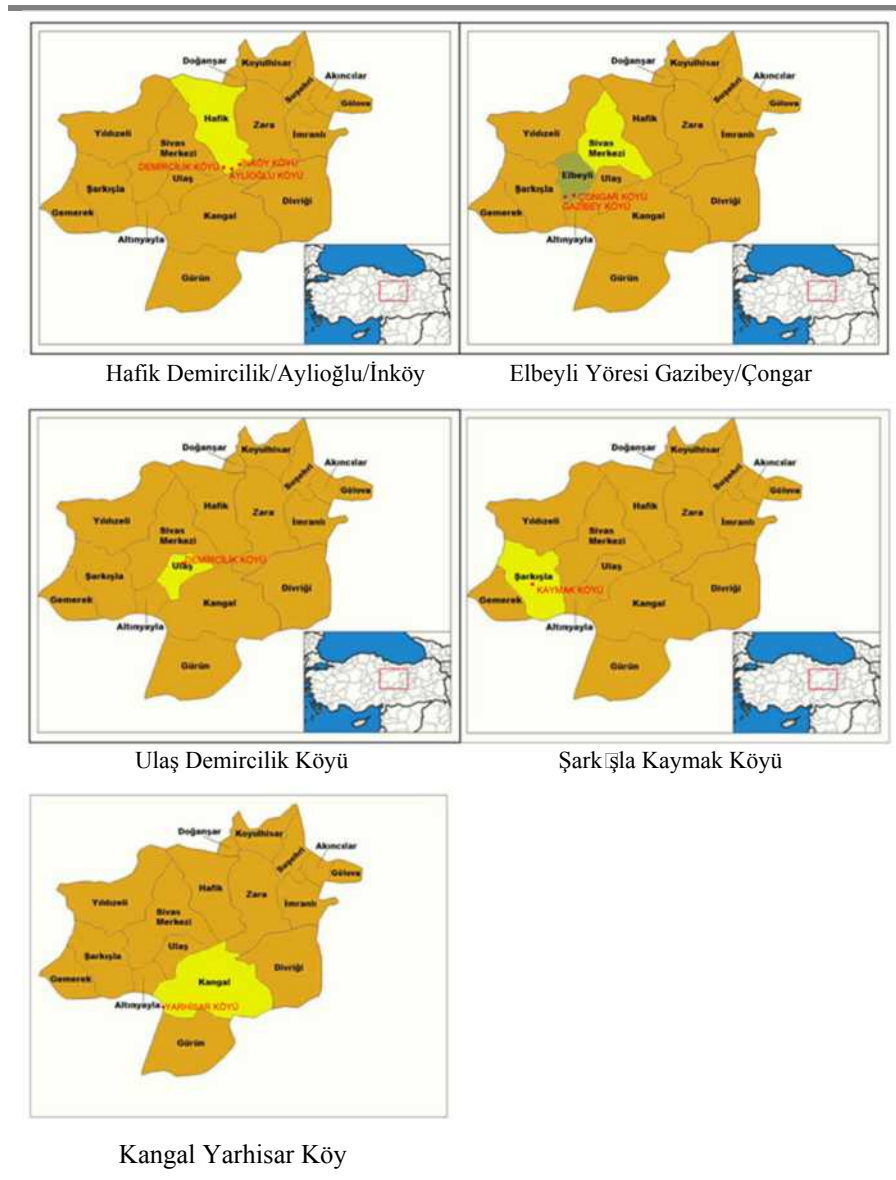 Doğanşar Koyulhisar
Akıncılar
Suşehri
Gölova
Hafik
Zara
Yıldızeli
İmranlı
Sivas
Merkezi
DEMİRCİLİK KÖYÜ İNKÖY KÖYÜ
AYLIOĞLU KÖYÜ
Ulaş
Şarkışla
Divriği
Gemerek
Kangal
Altınyayla
Gürün
Doğanşar Koyulhisar
Akıncılar
Suşehri
Gölova
Hafik
Zara
Yıldızeli
İmranlı
Sivas
Merkezi
Elbeyli Ulaş
Şarkışla
ÇONGAR KÖYÜ
GAZİBEY KÖYÜ
Divriği
Gemerek
Kangal
Altınyayla
Gürün
Hafik Demircilik/Aylioğlu/İnköy Elbeyli Yöresi Gazibey/Çongar
Doğanşar Koyulhisar
Akıncılar
Suşehri
Gölova
Hafik
Zara
Yıldızeli
İmranlı
Sivas
Merkezi
DEMİRCİLİK KÖYÜ
Ulaş
Şarkışla
Divriği
Gemerek
Kangal
Altınyayla
Gürün
Doğanşar Koyulhisar
Akıncılar
Suşehri
Gölova
Hafik
Zara
Yıldızeli
İmranlı
Sivas
Merkezi
Ulaş
Şarkışla
KAYMAK KÖYÜ
Divriği
Gemerek
Kangal
Altınyayla
Gürün
Ulaş Demircilik Köyü Şark şla Kaymak Köyü
Doğanşar Koyulhisar
Akıncılar
Suşehri
Gölova
Hafik
Zara
Yıldızeli
İmranlı
Sivas
Merkezi
Ulaş
Şarkışla
Divriği
Gemerek
Kangal
Altınyayla YARHİSAR KÖYÜ
Gürün
Kangal Yarhisar Köy